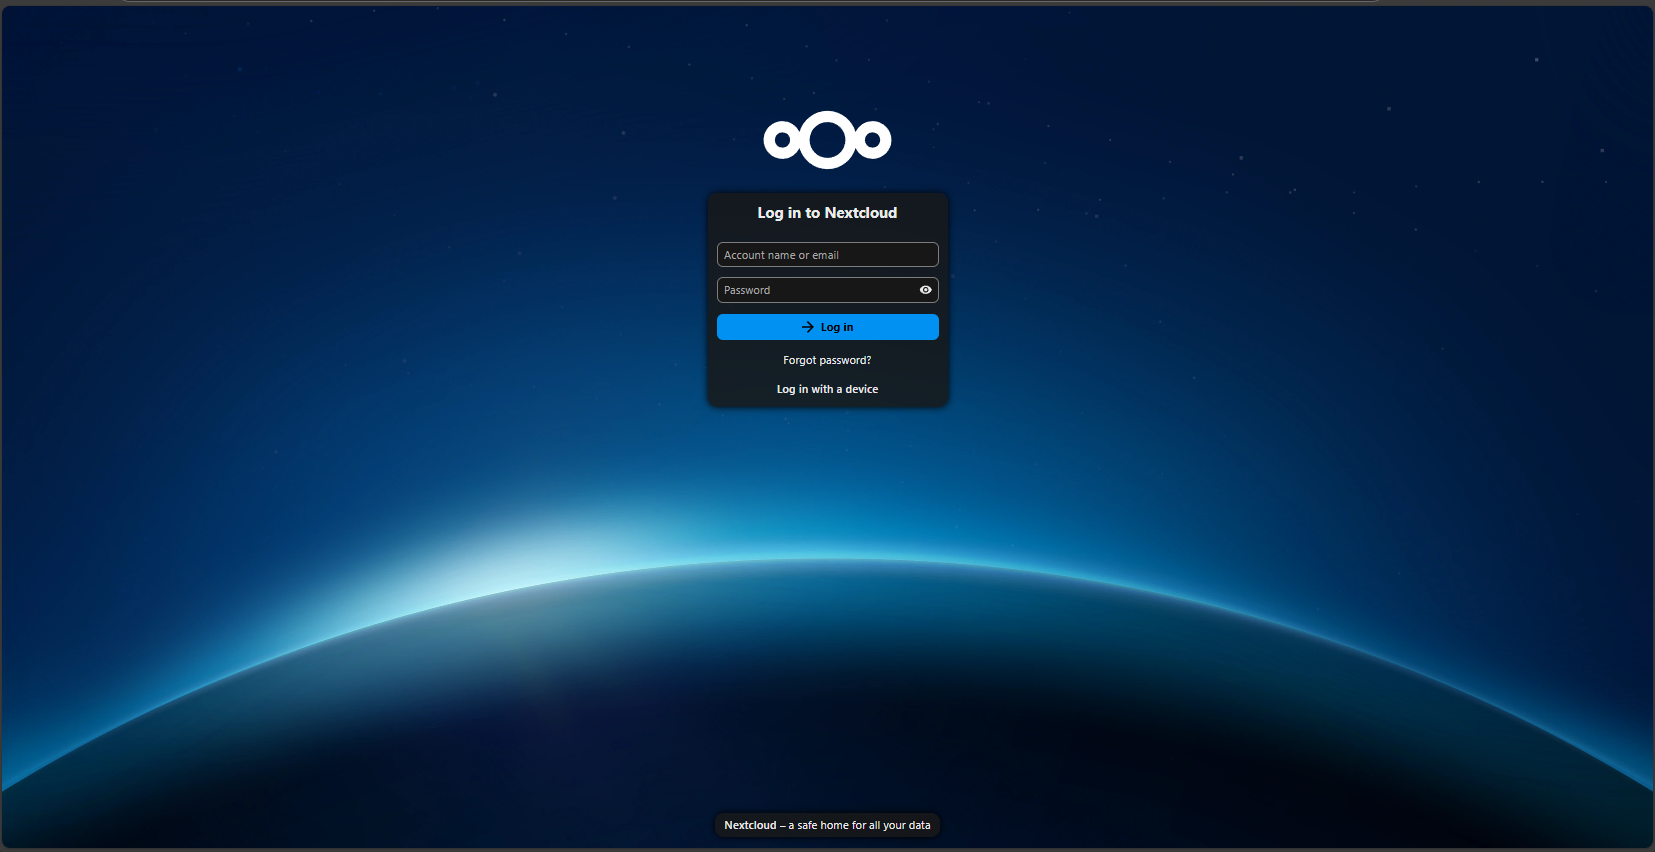 Log in to Nextcloud
Account name or email
Password
Log in
Forgot password?
Log in with a device
Nextcloud – a safe home for all your data